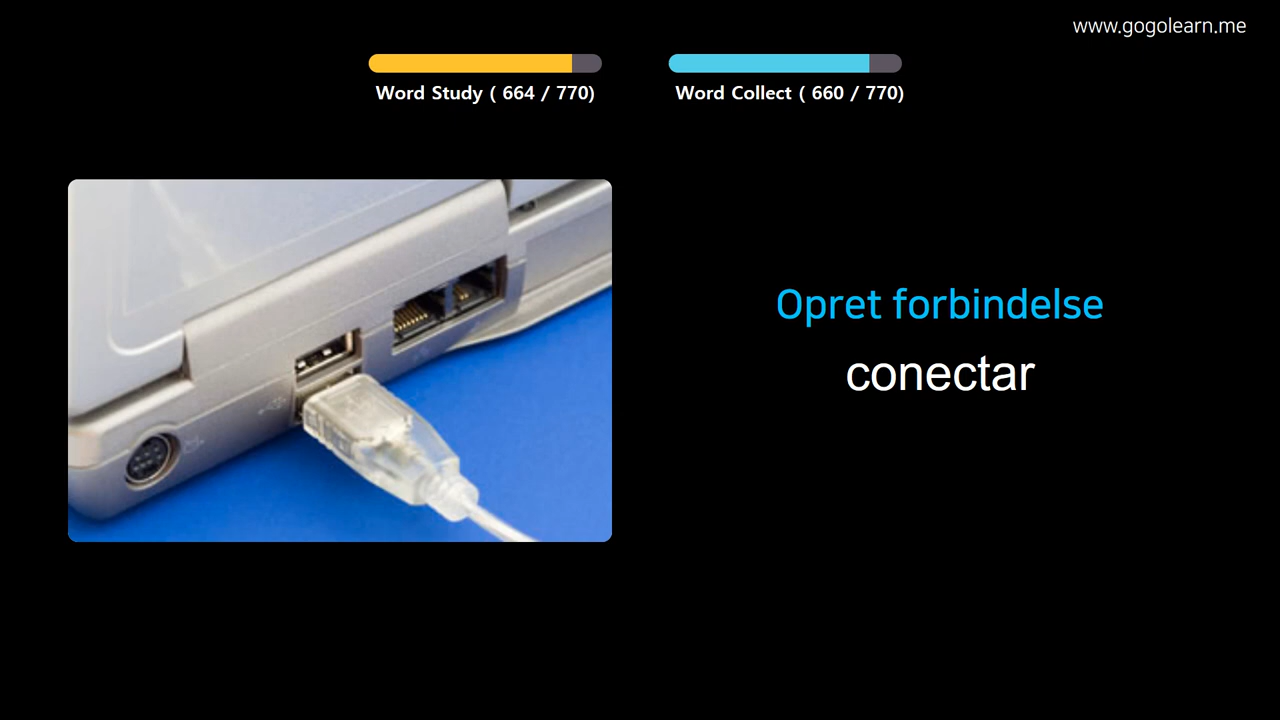 www.gogolearn.me
Word Study ( 664 / 770)
Word Collect ( 660 / 770)
Opret forbindelse
conectar